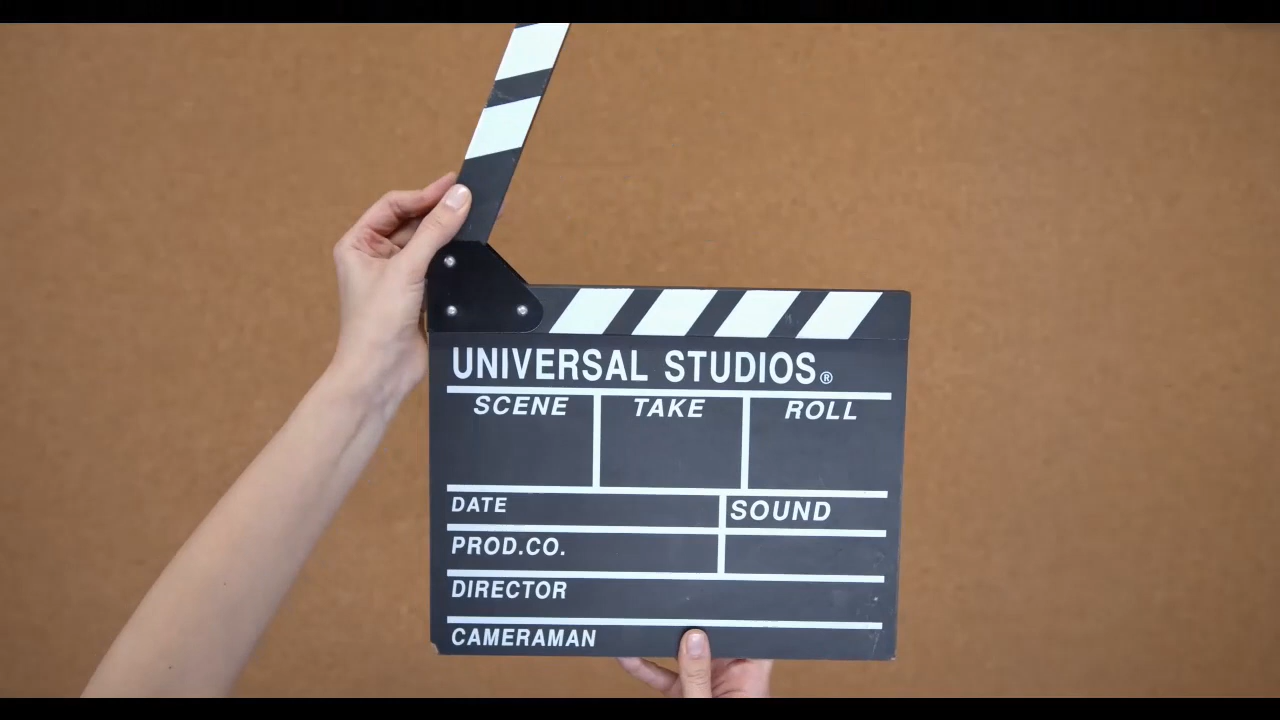 UNIVERSAL STUDIOS®
SCENE TAKE ROLL
DATE SOUND
PROD.CO.
DIRECTOR
CAMERAMAN